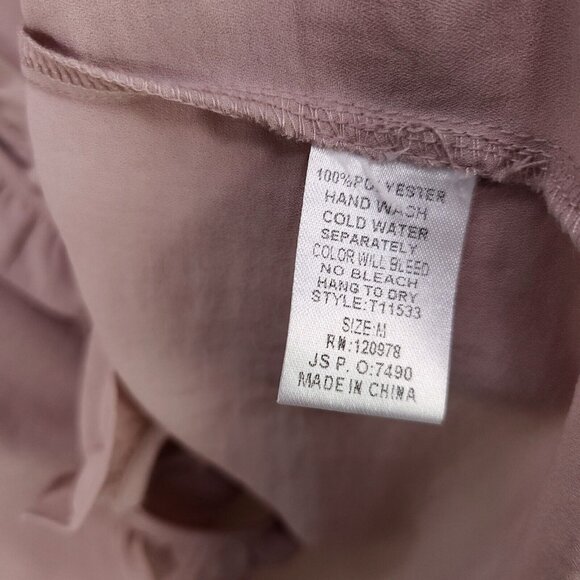 100%POLYESTER
HAND WASH
COLD WATER
SEPARATELY
COLOR WILL BLEED
NO BLEACH
HANG TO DRY
STYLE:T11533
SIZE:M
RN:120978
JS P. O:7490
MADE IN CHINA